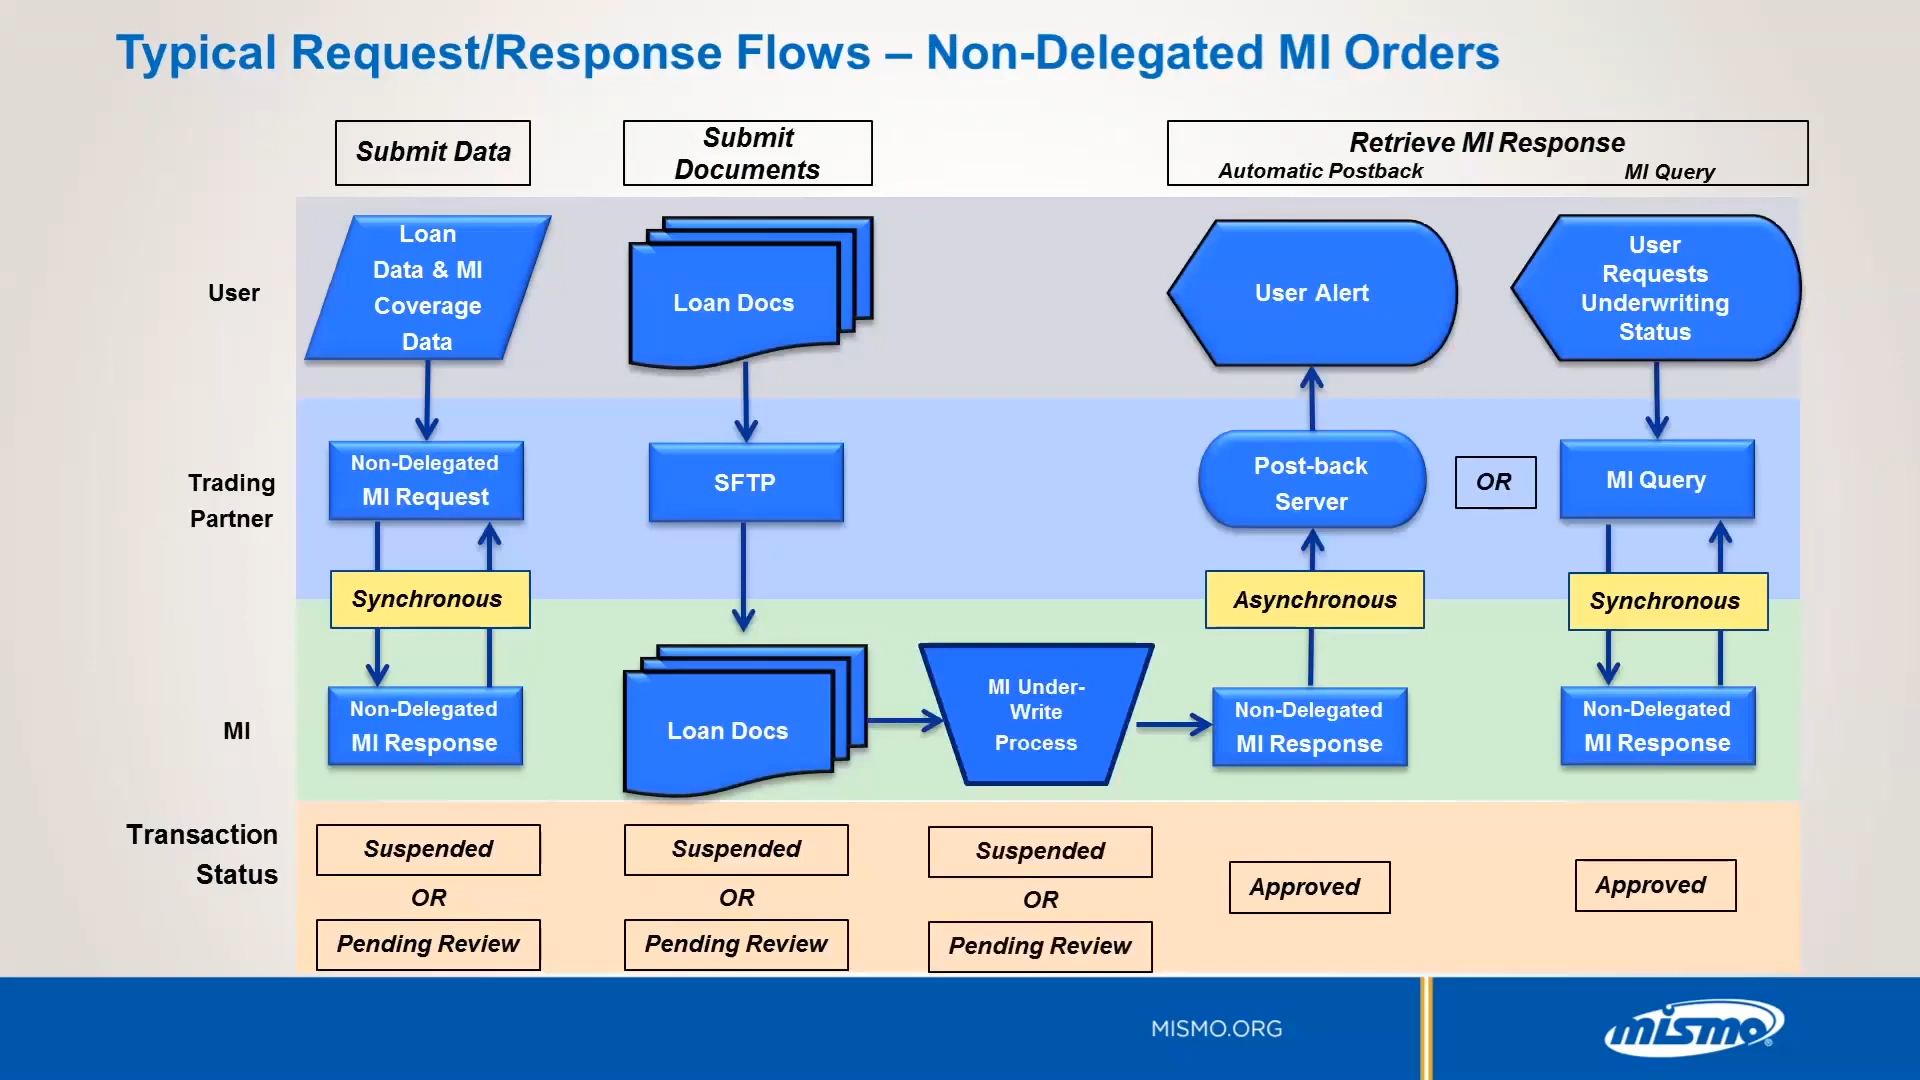 Typical Request/Response Flows – Non-Delegated MI Orders
Submit Data
Submit
Documents
Retrieve MI Response
Automatic Postback
MI Query
User
Loan
Data & MI
Coverage
Data
Loan Docs
User Alert
User
Requests
Underwriting
Status
Trading
Partner
Non-Delegated
MI Request
SFTP
Post-back
Server
OR
MI Query
Synchronous
Asynchronous
Synchronous
MI
Non-Delegated
MI Response
Loan Docs
MI Under-
Write
Process
Non-Delegated
MI Response
Non-Delegated
MI Response
Transaction
Status
Suspended
OR
Pending Review
Suspended
OR
Pending Review
Suspended
OR
Pending Review
Approved
Approved
MISMO.ORG
mismo®